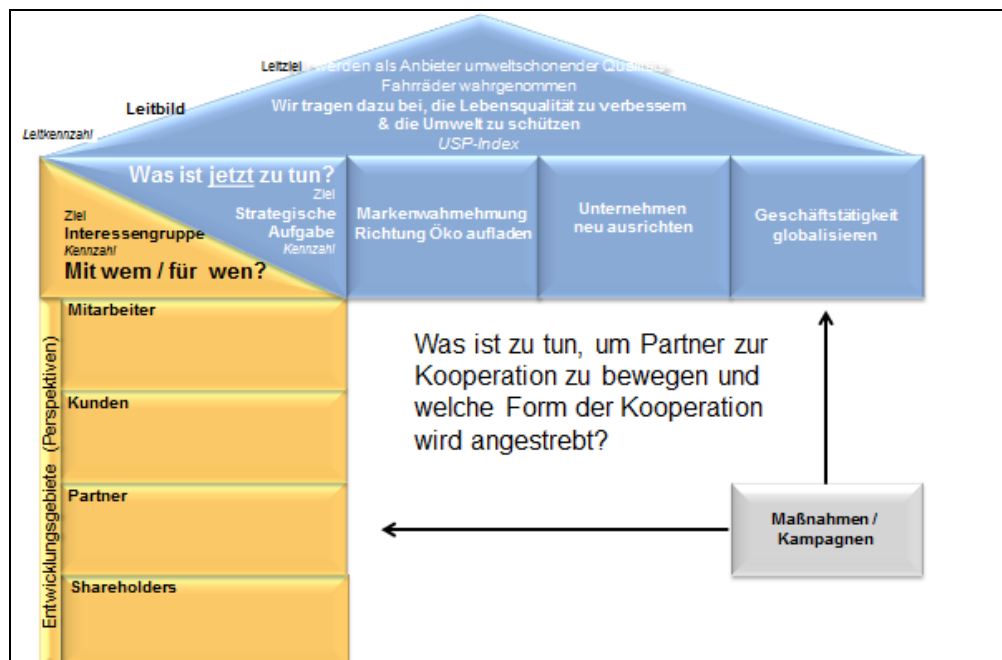 Leitziel werden als Anbieter umweltschonender Qualitäts-
Fahrräder wahrgenommen
Leitbild
Wir tragen dazu bei, die Lebensqualität zu verbessern
& die Umwelt zu schützen
Leitkennzahl
USP-Index
Was ist jetzt zu tun?
Ziel
Strategische
Aufgabe
Kennzahl
Ziel
Interessengruppe
Kennzahl
Mit wem / für wen?
Markenwahrnehmung
Richtung Öko aufladen
Unternehmen
neu ausrichten
Geschäftstätigkeit
globalisieren
Entwicklungsgebiete (Perspektiven)
Mitarbeiter
Kunden
Partner
Shareholders
Was ist zu tun, um Partner zur
Kooperation zu bewegen und
welche Form der Kooperation
wird angestrebt?
Maßnahmen /
Kampagnen